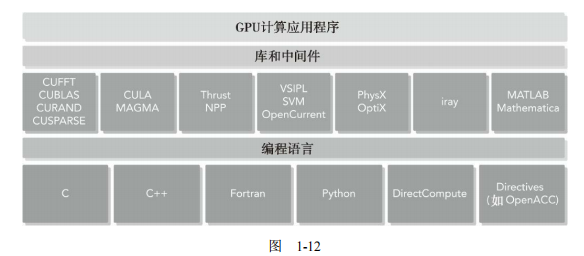 GPU计算应用程序
库和中间件
CUFFT
CUBLAS
CURAND
CUSPARSE
CULA
MAGMA
Thrust
NPP
VSIPL
SVM
OpenCurrent
PhysX
OptiX
iray
MATLAB
Mathematica
编程语言
C
C++
Fortran
Python
DirectCompute
Directives
(如 OpenACC)
图 1-12